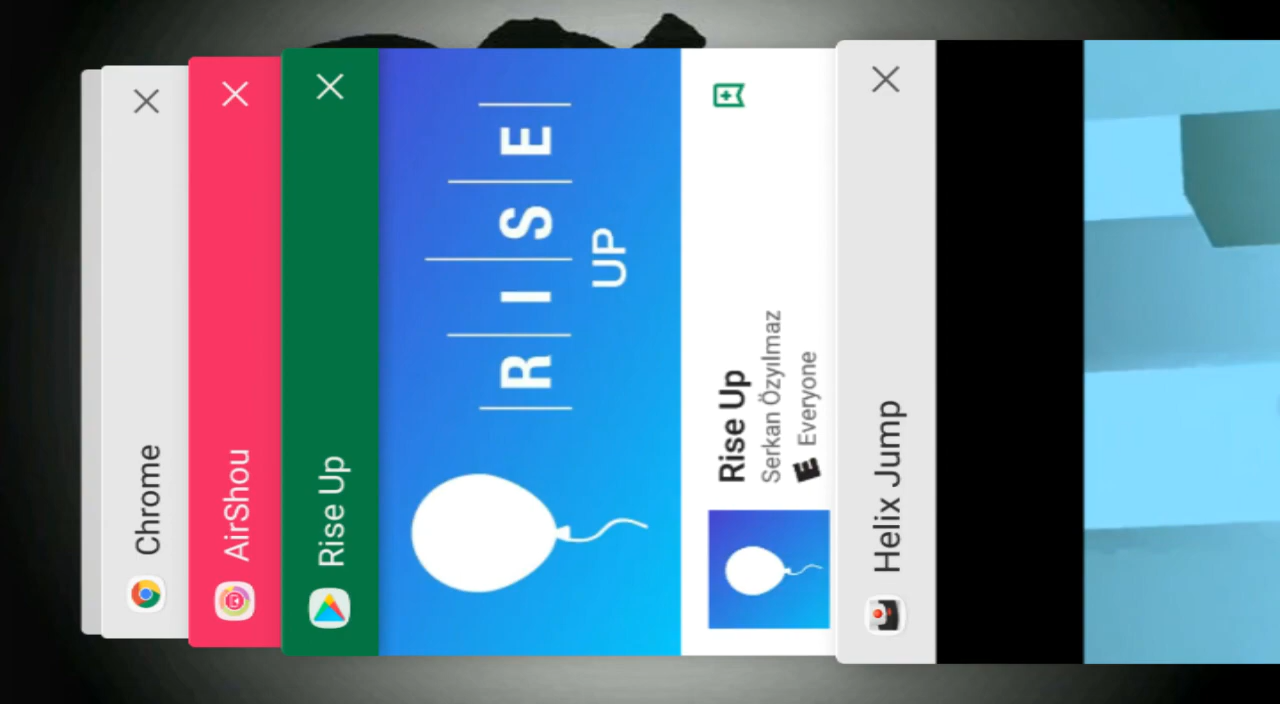 Chrome
AirShou
Rise Up
RISE
UP
Rise Up
Serkan Özyılmaz
E Everyone
Helix Jump